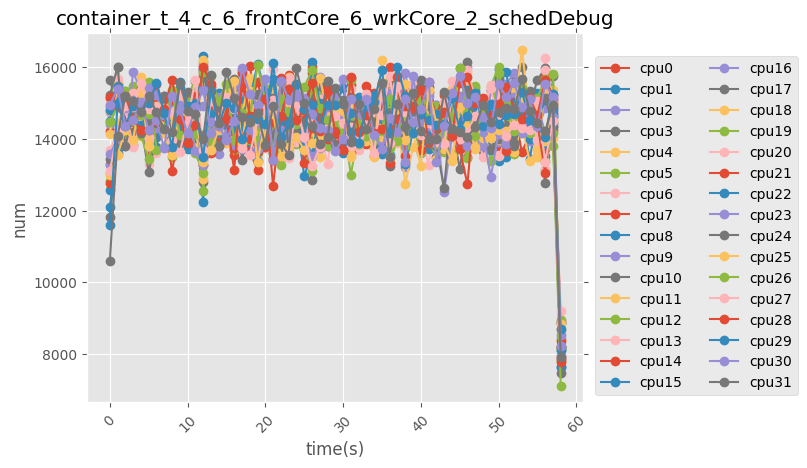 container_t_4_c_6_frontCore_6_wrkCore_2_schedDebug
16000
14000
12000
10000
8000
num
0
10
20
30
40
50
60
time(s)
cpu0
cpu1
cpu2
cpu3
cpu4
cpu5
cpu6
cpu7
cpu8
cpu9
cpu10
cpu11
cpu12
cpu13
cpu14
cpu15
cpu16
cpu17
cpu18
cpu19
cpu20
cpu21
cpu22
cpu23
cpu24
cpu25
cpu26
cpu27
cpu28
cpu29
cpu30
cpu31